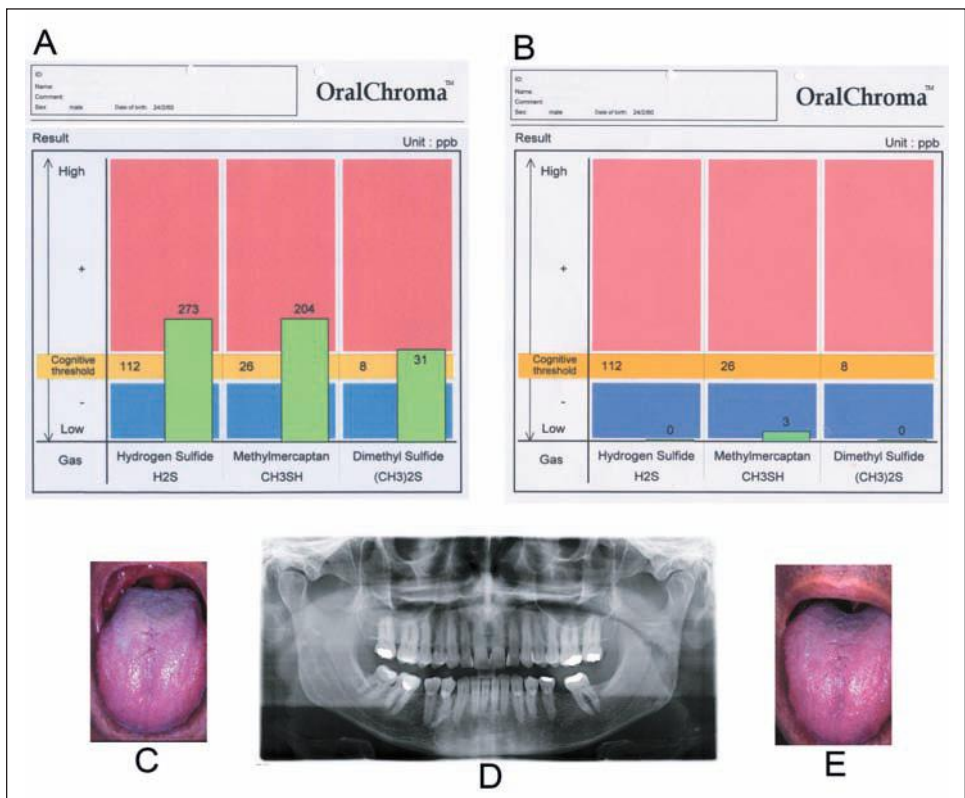 A
ID:
Name:
Comment:
Sex: male Date of birth: 24/2/60
OralChroma™
Result
Unit : ppb
High
+
Cognitive threshold
-
Low
273
204
31
112
26
8
Gas
Hydrogen Sulfide
H2S
Methylmercaptan
CH3SH
Dimethyl Sulfide
(CH3)2S
B
ID:
Name:
Comment:
Sex: male Date of birth: 24/2/60
OralChroma™
Result
Unit : ppb
High
+
Cognitive threshold
-
Low
112
26
8
0
3
0
Gas
Hydrogen Sulfide
H2S
Methylmercaptan
CH3SH
Dimethyl Sulfide
(CH3)2S
C
D
E